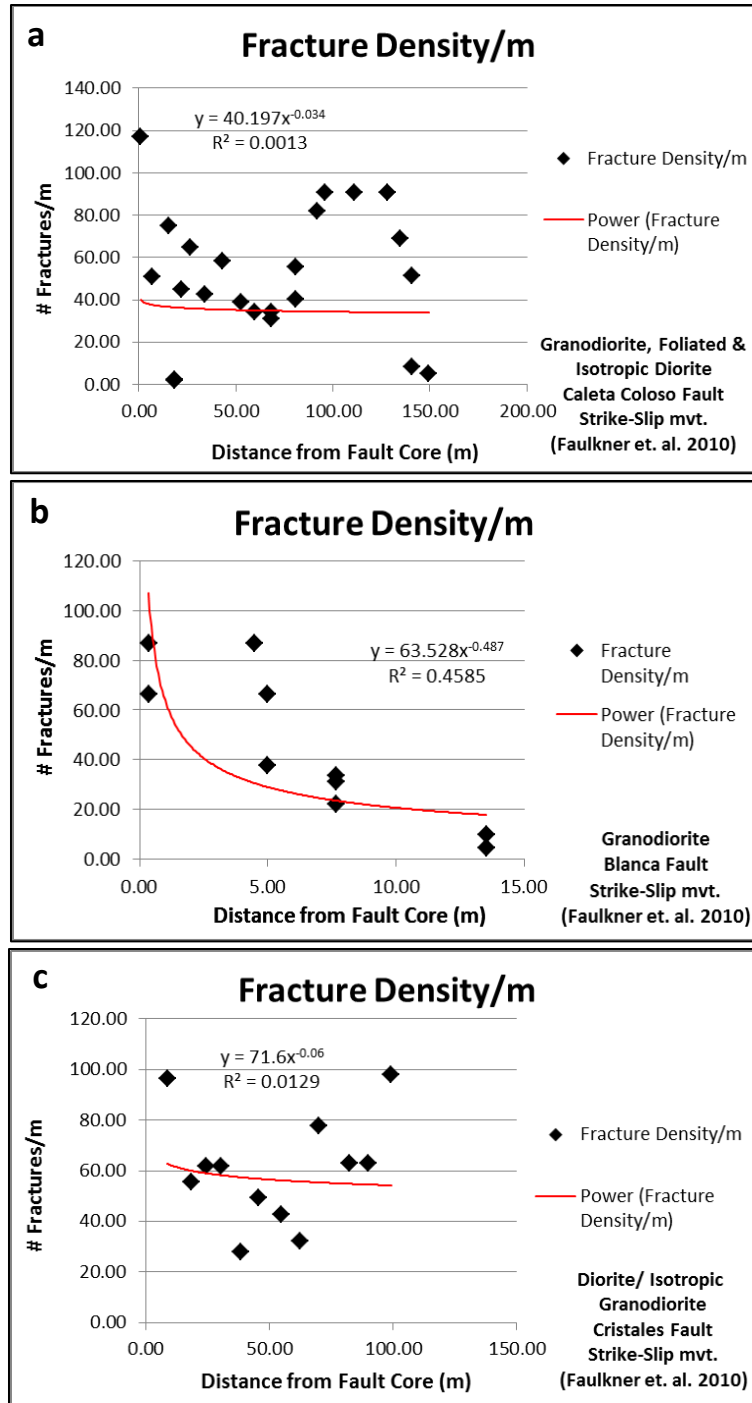 a
Fracture Density/m
140.00
120.00
100.00
80.00
60.00
40.00
20.00
0.00
# Fractures/m
y = 40.197x^-0.034
R² = 0.0013
0.00 50.00 100.00 150.00 200.00
Distance from Fault Core (m)
Fracture Density/m
Power (Fracture
Density/m)
Granodiorite, Foliated &
Isotropic Diorite
Caleta Coloso Fault
Strike-Slip mvt.
(Faulkner et. al. 2010)
b
Fracture Density/m
120.00
100.00
80.00
60.00
40.00
20.00
0.00
# Fractures/m
y = 63.528x^-0.487
R² = 0.4585
0.00 5.00 10.00 15.00
Distance from Fault Core (m)
Fracture
Density/m
Power (Fracture
Density/m)
Granodiorite
Blanca Fault
Strike-Slip mvt.
(Faulkner et. al. 2010)
c
Fracture Density/m
120.00
100.00
80.00
60.00
40.00
20.00
0.00
# Fractures/m
y = 71.6x^-0.06
R² = 0.0129
0.00 50.00 100.00 150.00
Distance from Fault Core (m)
Fracture Density/m
Power (Fracture
Density/m)
Diorite/ Isotropic
Granodiorite
Cristales Fault
Strike-Slip mvt.
(Faulkner et. al. 2010)